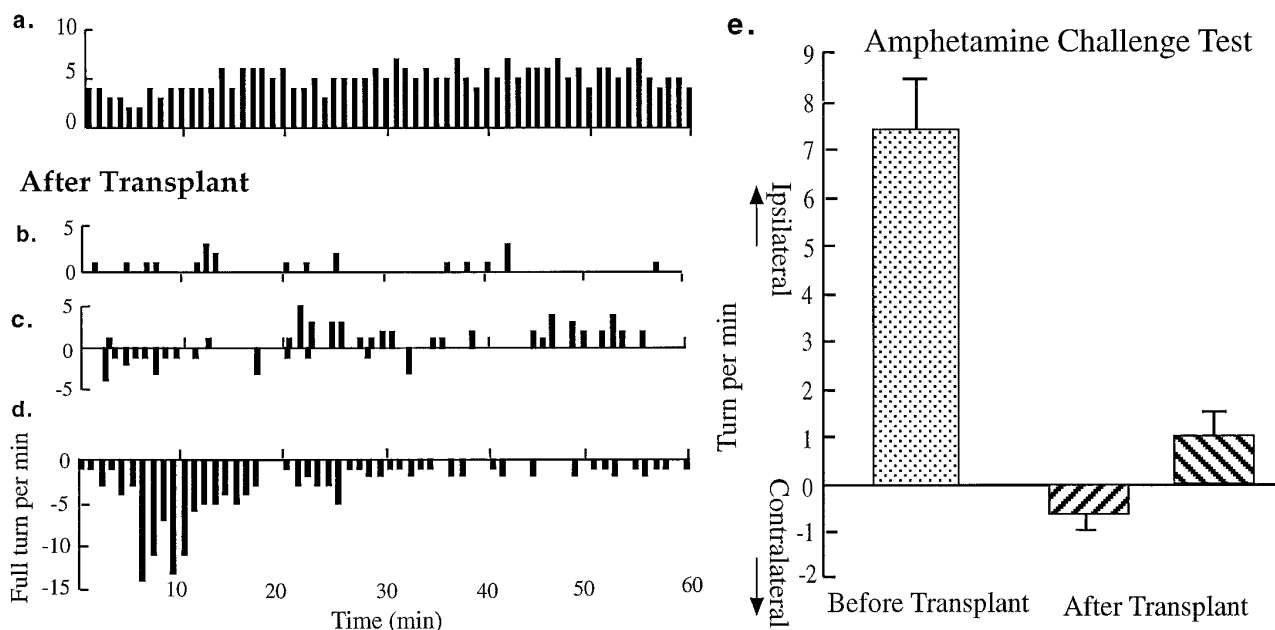 a.
10
5
0
After Transplant
b.
5
0
c.
5
0
-5
d.
Full turn per min
0
-5
-10
-15
10
20
30
40
50
60
Time (min)
e.
Amphetamine Challenge Test
Turn per min
Ipsilateral
Contralateral
9
8
7
6
5
4
3
2
1
0
-1
-2
Before Transplant
After Transplant